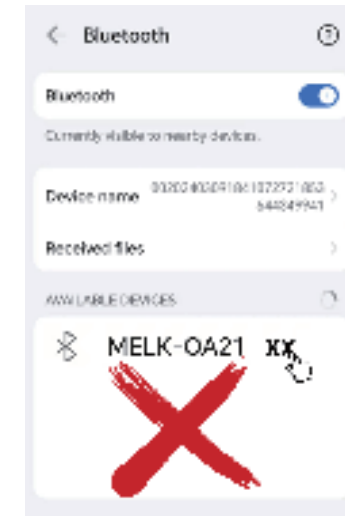 Bluetooth
Bluetooth
Currently visible to nearby devices.
Device name
Received files
AVAILABLE DEVICES
MELK-OA21 xx